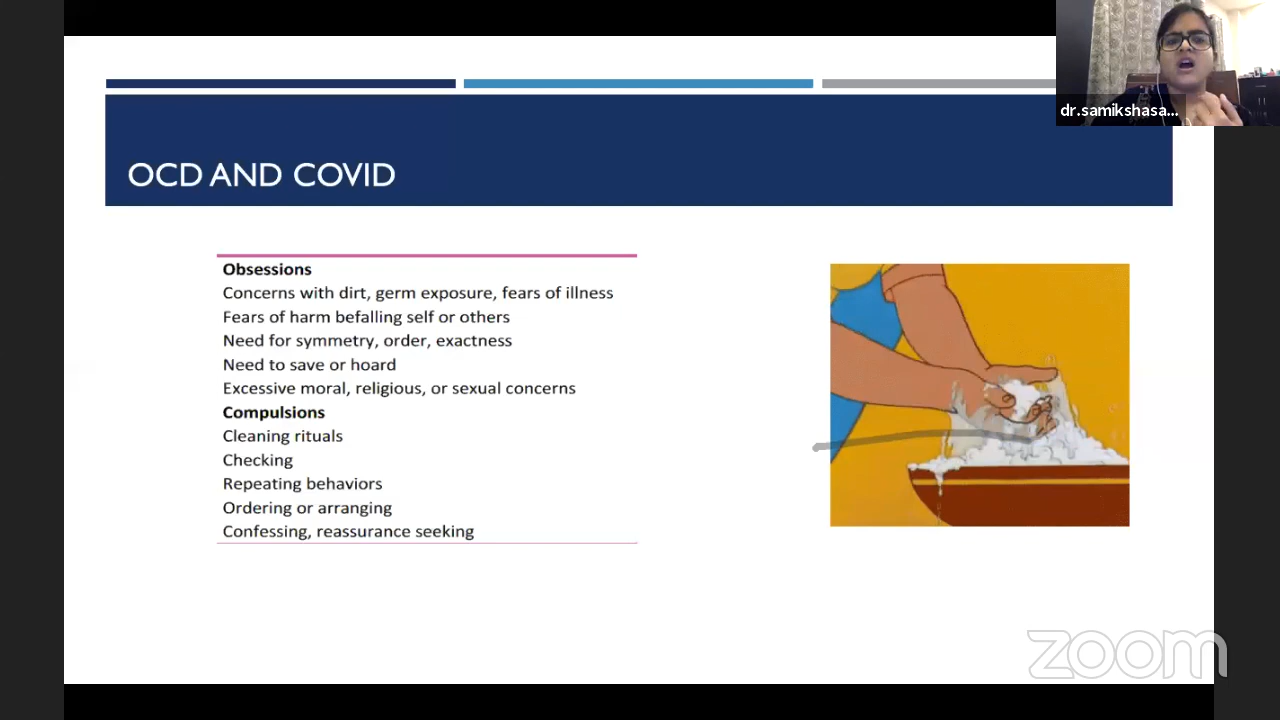 dr.samikshasa...
OCD AND COVID
Obsessions
Concerns with dirt, germ exposure, fears of illness
Fears of harm befalling self or others
Need for symmetry, order, exactness
Need to save or hoard
Excessive moral, religious, or sexual concerns
Compulsions
Cleaning rituals
Checking
Repeating behaviors
Ordering or arranging
Confessing, reassurance seeking
zoom